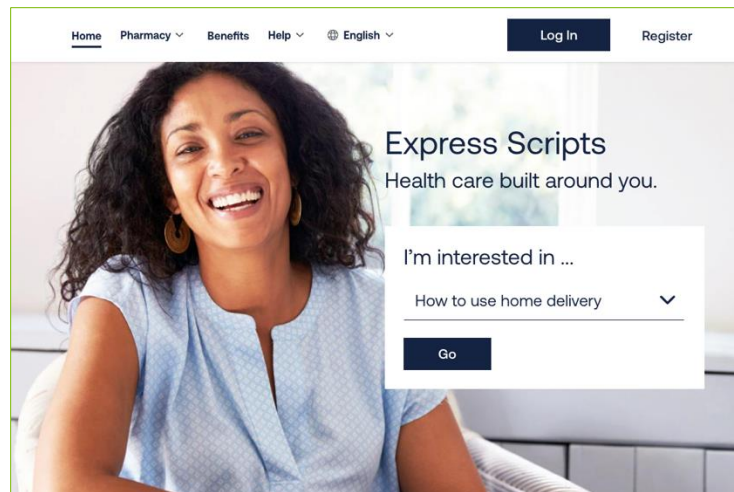 Home Pharmacy Benefits Help English Log In Register
Express Scripts
Health care built around you.
I'm interested in ...
How to use home delivery
Go